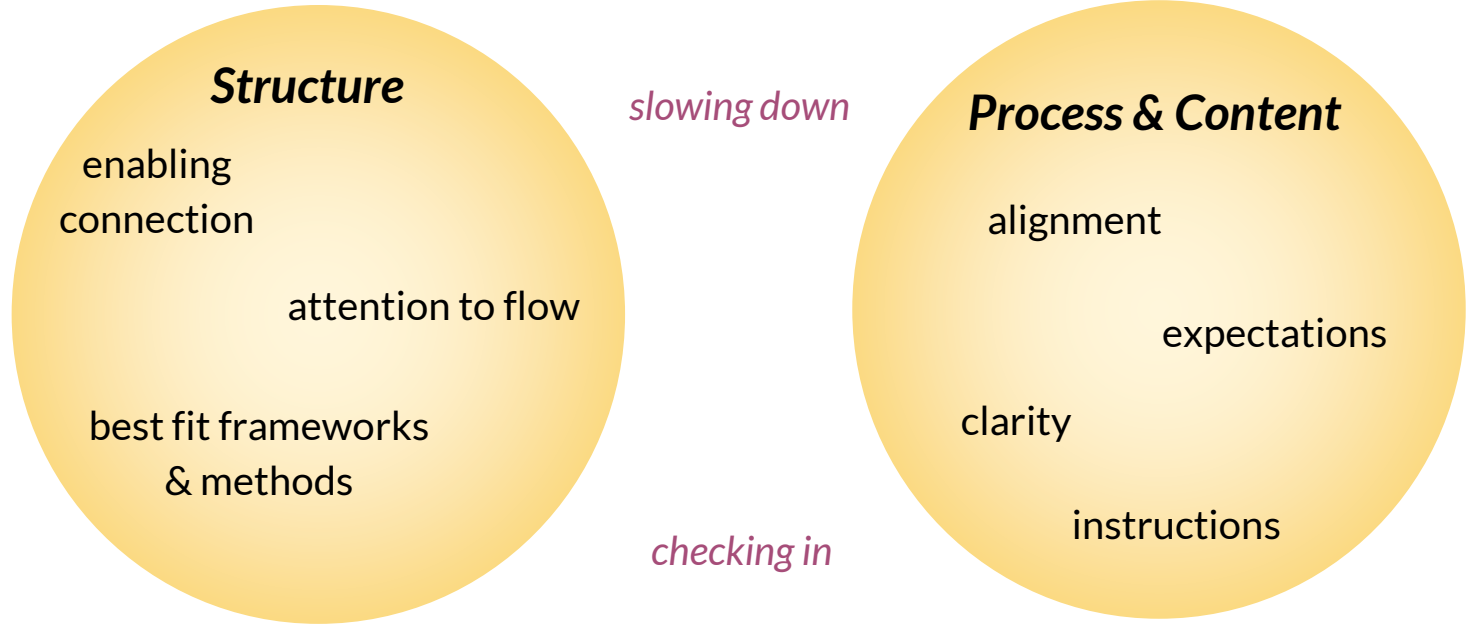 Structure
enabling
connection
attention to flow
best fit frameworks
& methods
slowing down
checking in
Process & Content
alignment
expectations
clarity
instructions